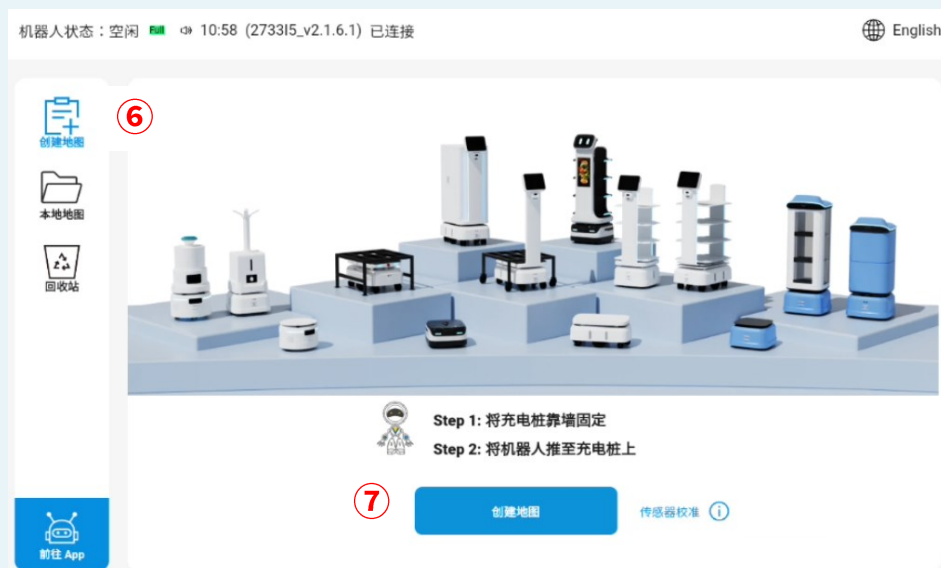 机器人状态：空闲 Full 10:58 (2733I5_v2.1.6.1) 已连接
English
创建地图
⑥
本地地图
回收站
Step 1: 将充电桩靠墙固定
Step 2: 将机器人推至充电桩上
⑦
创建地图
传感器校准
前往 App